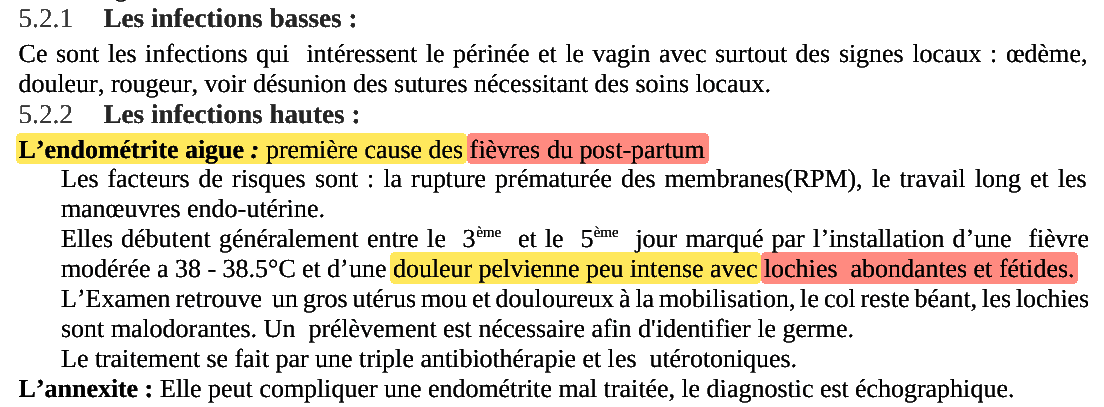 5.2.1 Les infections basses :
Ce sont les infections qui intéressent le périnée et le vagin avec surtout des signes locaux : œdème,
douleur, rougeur, voir désunion des sutures nécessitant des soins locaux.
5.2.2 Les infections hautes :
L’endométrite aigue : première cause des fièvres du post-partum
Les facteurs de risques sont : la rupture prématurée des membranes(RPM), le travail long et les
manœuvres endo-utérine.
Elles débutent généralement entre le 3ème et le 5ème jour marqué par l’installation d’une fièvre
modérée a 38 - 38.5°C et d’une douleur pelvienne peu intense avec lochies abondantes et fétides.
L’Examen retrouve un gros utérus mou et douloureux à la mobilisation, le col reste béant, les lochies
sont malodorantes. Un prélèvement est nécessaire afin d'identifier le germe.
Le traitement se fait par une triple antibiothérapie et les utérotoniques.
L’annexite : Elle peut compliquer une endométrite mal traitée, le diagnostic est échographique.